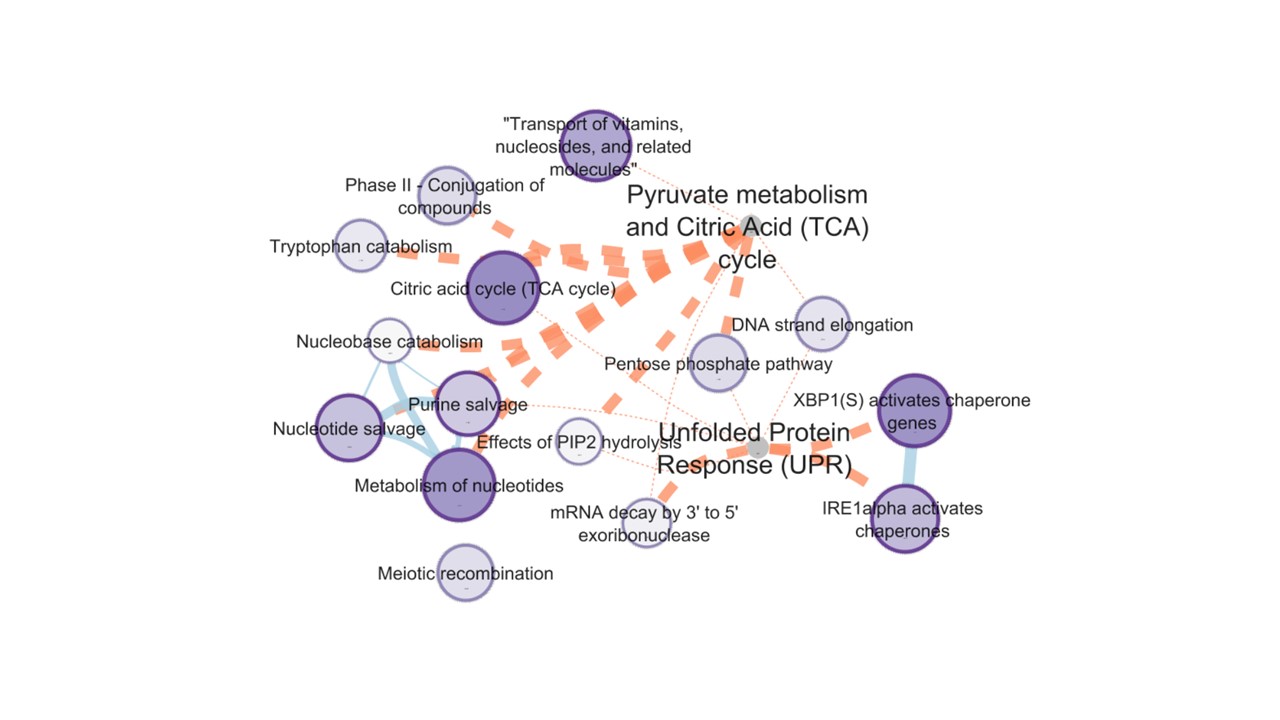 "Transport of vitamins,
nucleosides, and related
molecules"
Phase II - Conjugation of
compounds
Pyruvate metabolism
and Citric Acid (TCA)
cycle
Tryptophan catabolism
Citric acid cycle (TCA cycle)
DNA strand elongation
Nucleobase catabolism
Pentose phosphate pathway
XBP1(S) activates chaperone
genes
Purine salvage
Nucleotide salvage
Effects of PIP2 hydrolysis
Unfolded Protein
Response (UPR)
Metabolism of nucleotides
mRNA decay by 3' to 5'
exoribonuclease
IRE1alpha activates
chaperones
Meiotic recombination